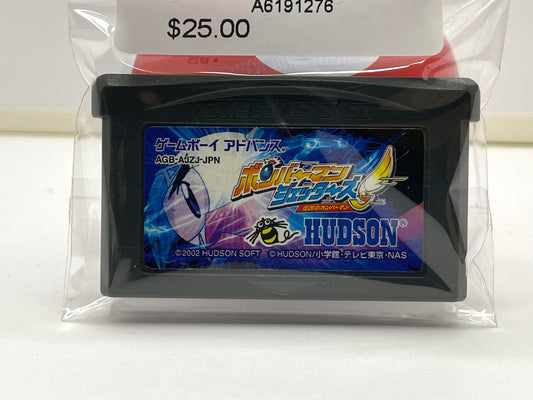 A6191276
$25.00
GAME BOY ADVANCE
ゲームボーイ アドバンス®
AGB-AJZJ-JPN
ボンバーマン
ジェッターズ
伝説のボンバーマン
HUDSON®
©2002 HUDSON SOFT ©HUDSON/小学館・テレビ東京・NAS